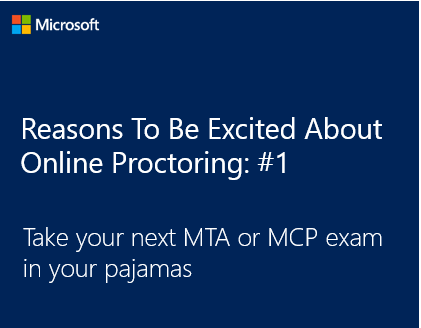 Microsoft
Reasons To Be Excited About
Online Proctoring: #1
Take your next MTA or MCP exam
in your pajamas